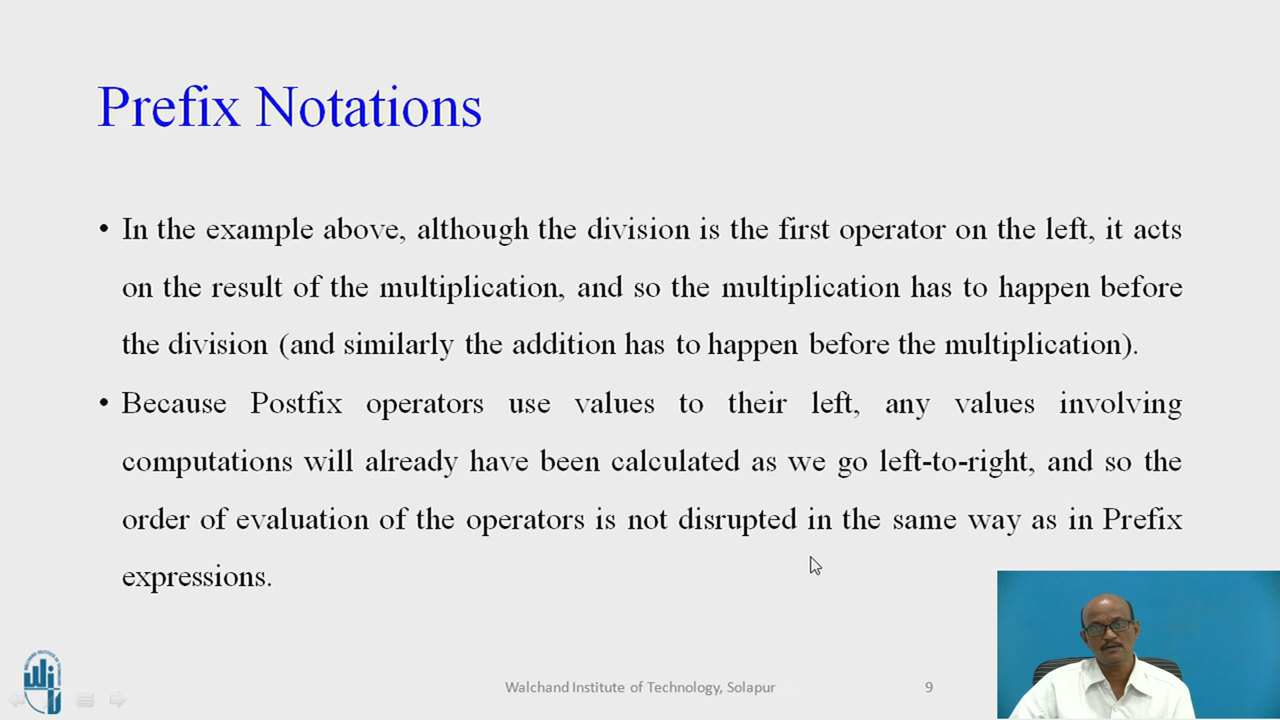 Prefix Notations
• In the example above, although the division is the first operator on the left, it acts
on the result of the multiplication, and so the multiplication has to happen before
the division (and similarly the addition has to happen before the multiplication).
• Because Postfix operators use values to their left, any values involving
computations will already have been calculated as we go left-to-right, and so the
order of evaluation of the operators is not disrupted in the same way as in Prefix
expressions.
Walchand Institute of Technology, Solapur
9